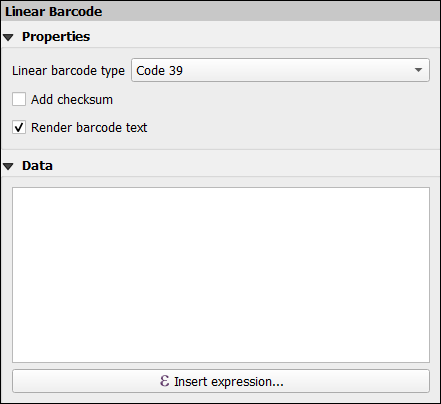 Linear Barcode
Properties
Linear barcode type Code 39
Add checksum
Render barcode text
Data
ε Insert expression...